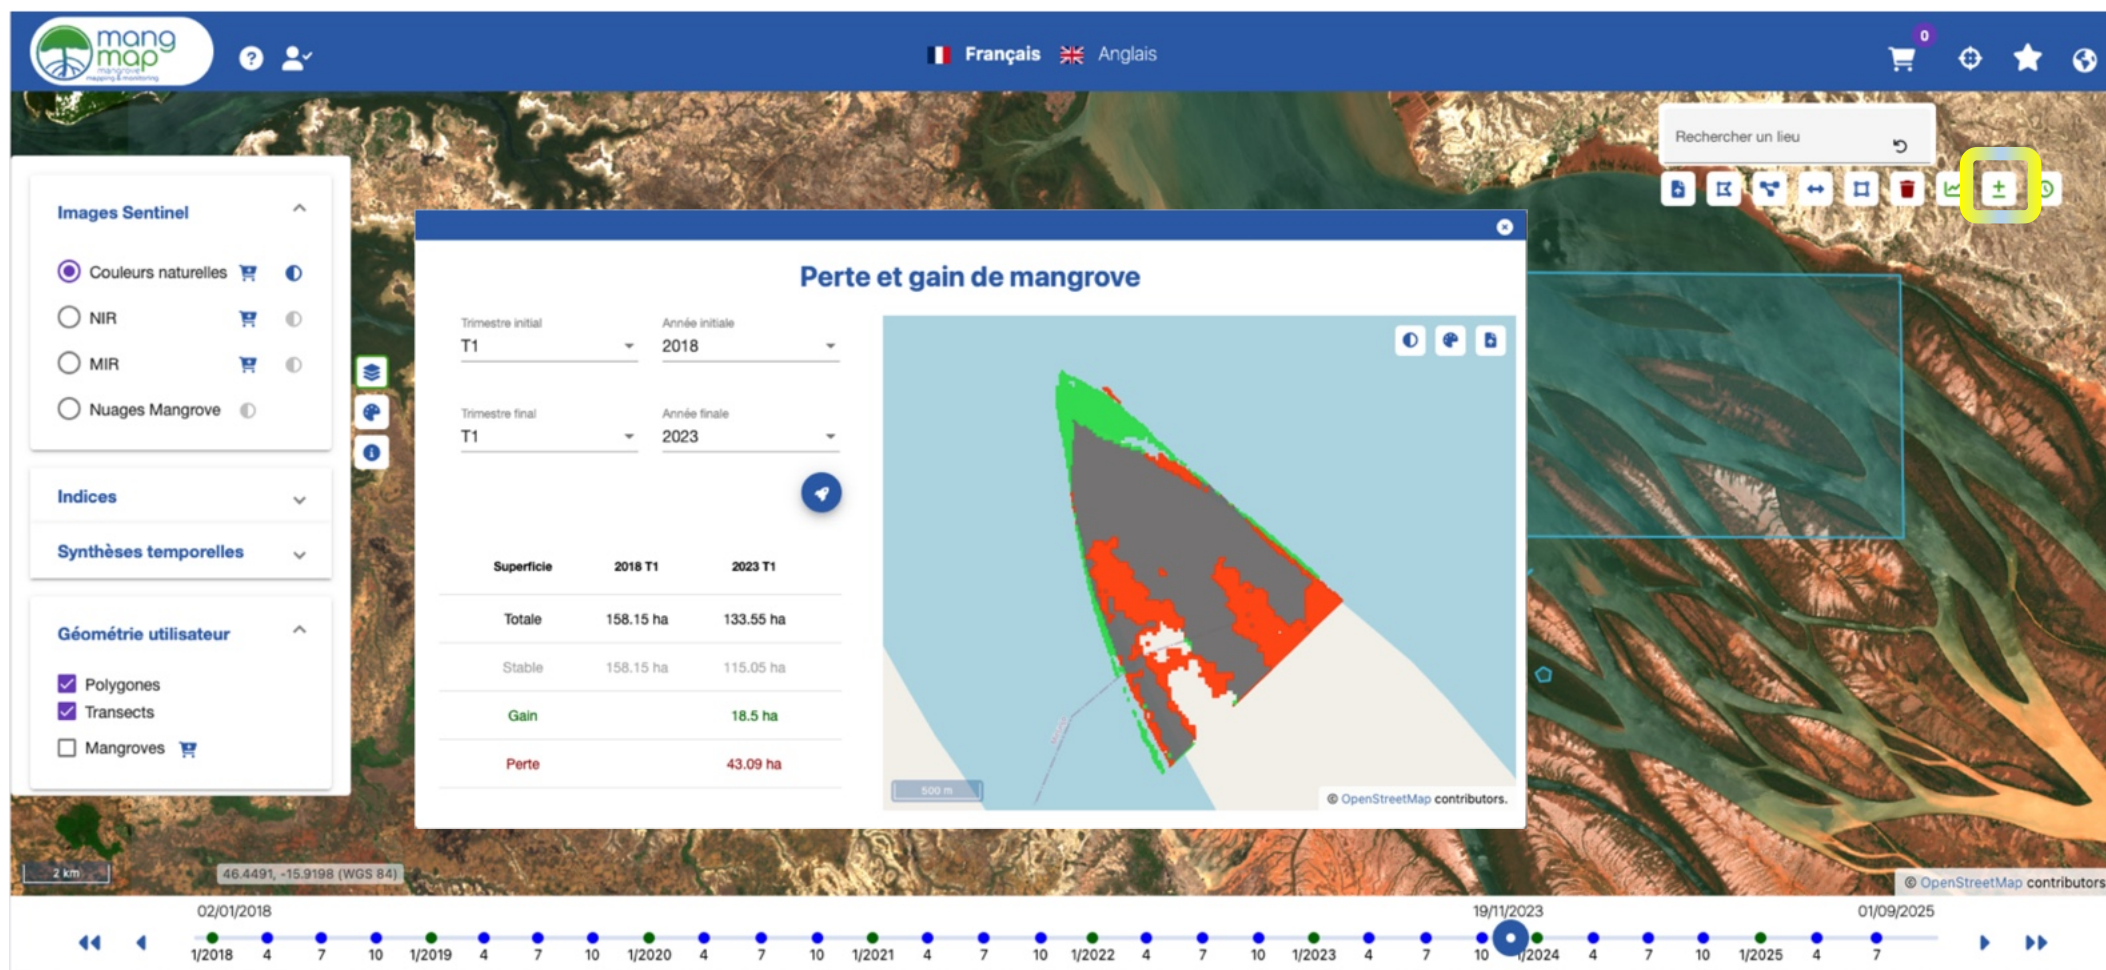 mang
map
mangrove
mapping & monitoring
?
Français
Anglais
0
Rechercher un lieu
Images Sentinel
Couleurs naturelles
NIR
MIR
Nuages Mangrove
Indices
Synthèses temporelles
Géométrie utilisateur
Polygones
Transects
Mangroves
Perte et gain de mangrove
Trimestre initial
T1
Année initiale
2018
Trimestre final
T1
Année finale
2023
Superficie 2018 T1 2023 T1
Totale 158.15 ha 133.55 ha
Stable 158.15 ha 115.05 ha
Gain 18.5 ha
Perte 43.09 ha
500 m
© OpenStreetMap contributors.
2 km
46.4491, -15.9198 (WGS 84)
© OpenStreetMap contributors
02/01/2018 19/11/2023 01/09/2025
1/2018 4 7 10 1/2019 4 7 10 1/2020 4 7 10 1/2021 4 7 10 1/2022 4 7 10 1/2023 4 7 10 1/2024 4 7 10 1/2025 4 7